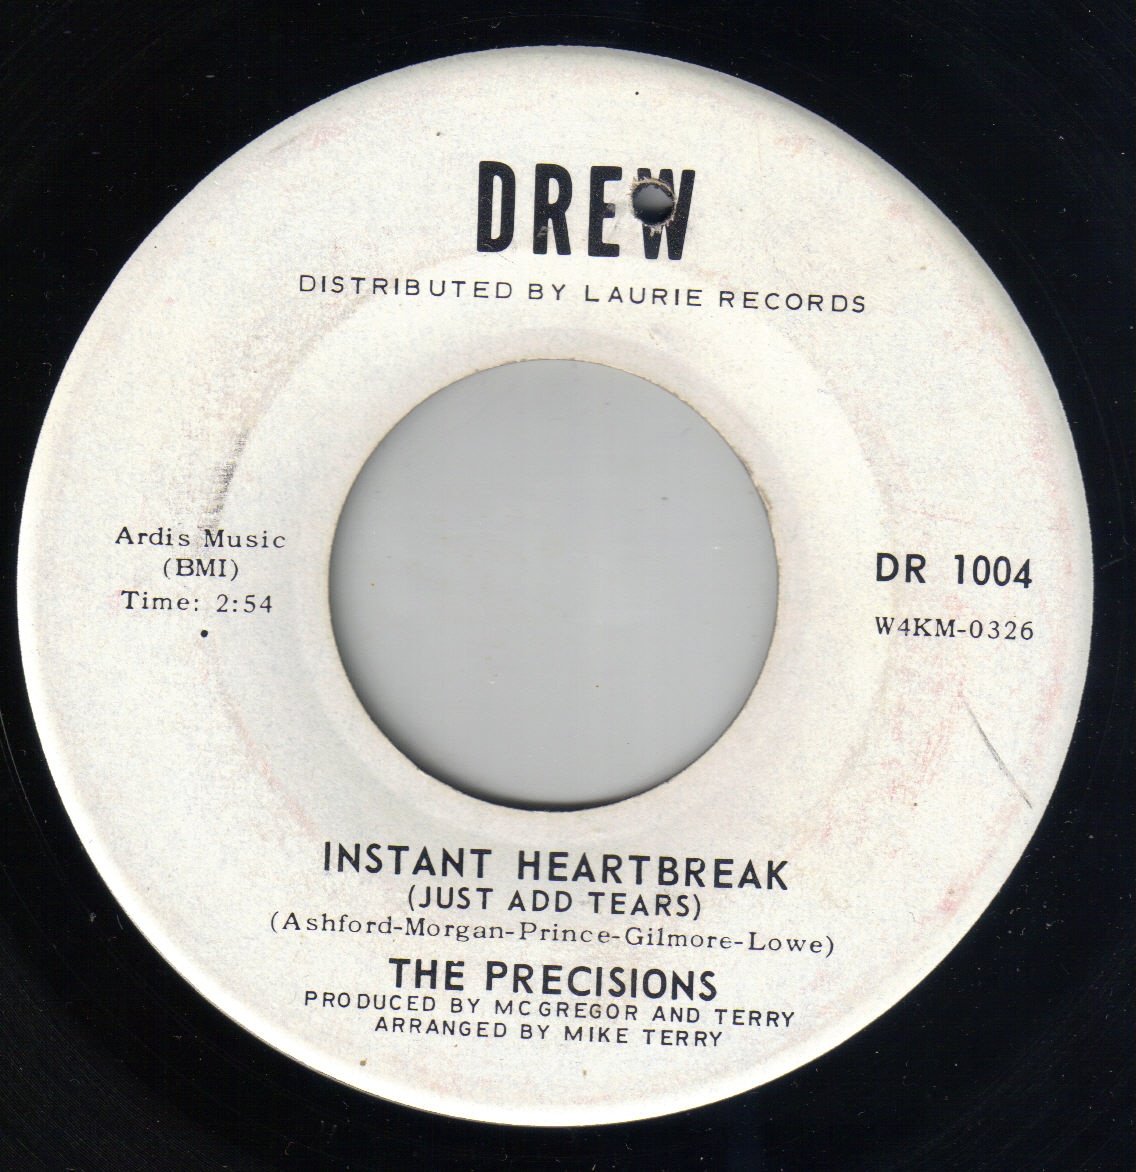 DREW
DISTRIBUTED BY LAURIE RECORDS
Ardis Music
(BMI)
Time: 2:54
DR 1004
W4KM-0326
INSTANT HEARTBREAK
(JUST ADD TEARS)
(Ashford-Morgan-Prince-Gilmore-Lowe)
THE PRECISIONS
PRODUCED BY MCGREGOR AND TERRY
ARRANGED BY MIKE TERRY